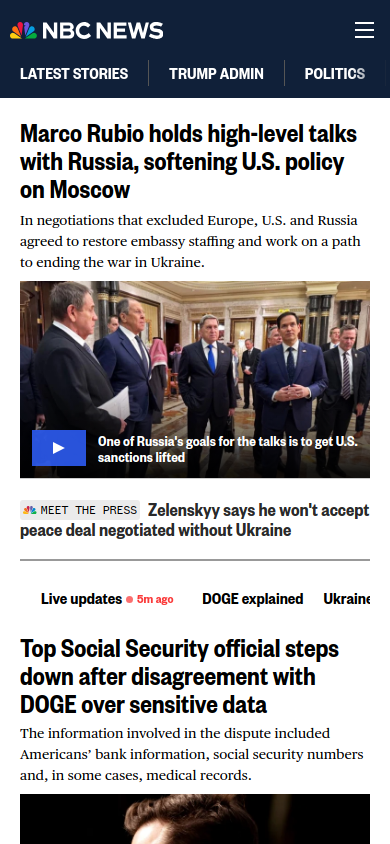 NBC NEWS
LATEST STORIES
TRUMP ADMIN
POLITICS
Marco Rubio holds high-level talks
with Russia, softening U.S. policy
on Moscow
In negotiations that excluded Europe, U.S. and Russia
agreed to restore embassy staffing and work on a path
to ending the war in Ukraine.
One of Russia's goals for the talks is to get U.S.
sanctions lifted
MEET THE PRESS Zelenskyy says he won't accept
peace deal negotiated without Ukraine
Live updates 5m ago DOGE explained Ukraine
Top Social Security official steps
down after disagreement with
DOGE over sensitive data
The information involved in the dispute included
Americans’ bank information, social security numbers
and, in some cases, medical records.